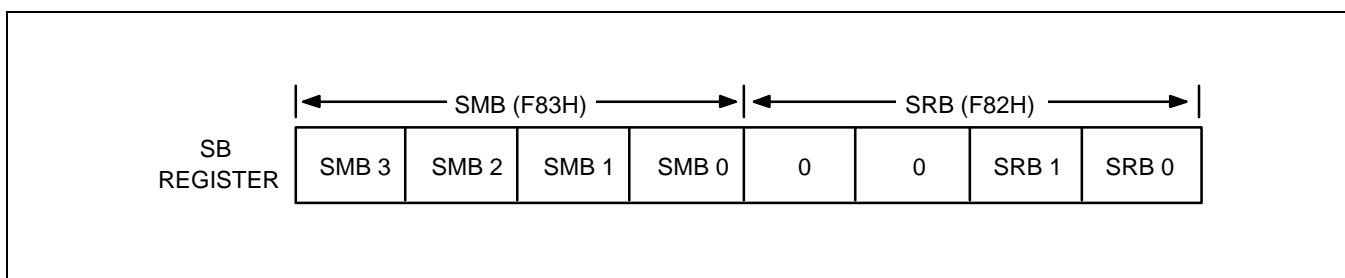 SMB (F83H) SRB (F82H)
SB
REGISTER
SMB 3 SMB 2 SMB 1 SMB 0 0 0 SRB 1 SRB 0